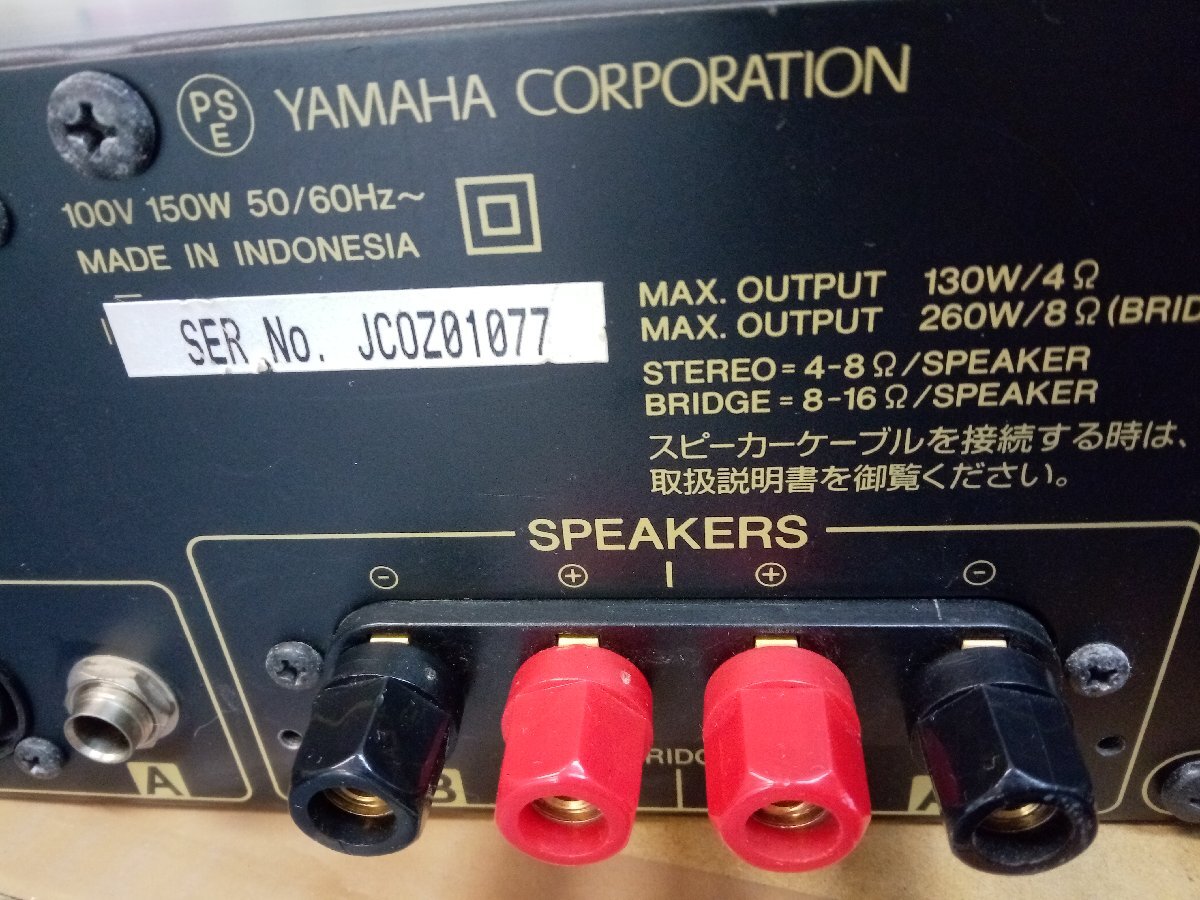 PSE YAMAHA CORPORATION
100V 150W 50/60Hz～
MADE IN INDONESIA
SER No. JCOZ01077
MAX. OUTPUT 130W/4Ω
MAX. OUTPUT 260W/8Ω (BRID
STEREO = 4-8Ω/SPEAKER
BRIDGE = 8-16Ω/SPEAKER
スピーカーケーブルを接続する時は、
取扱説明書を御覧ください。
SPEAKERS
⊖ ⊕ ⊕ ⊖
A B RIDG A